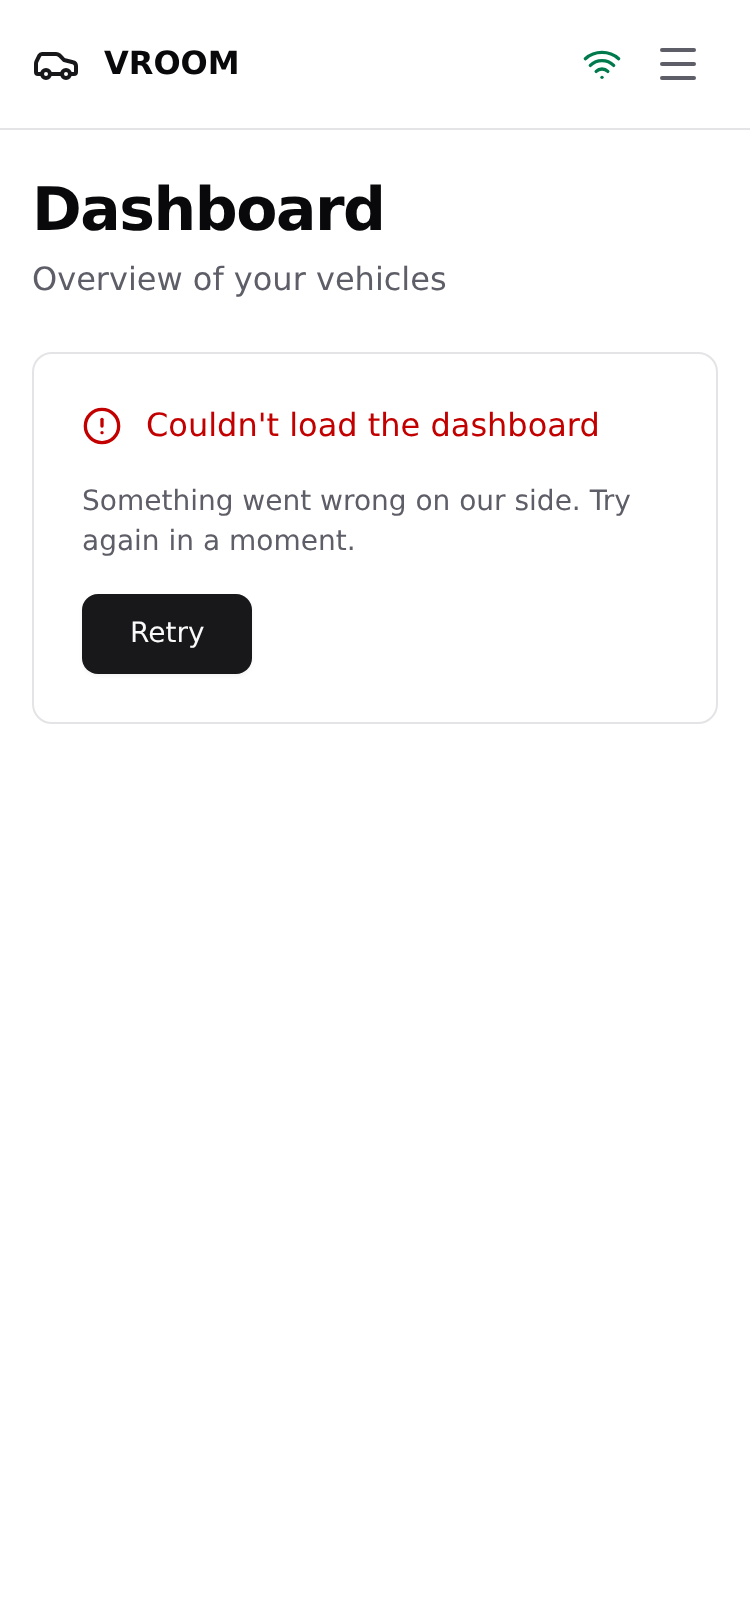 VROOM
Dashboard
Overview of your vehicles
Couldn't load the dashboard
Something went wrong on our side. Try
again in a moment.
Retry